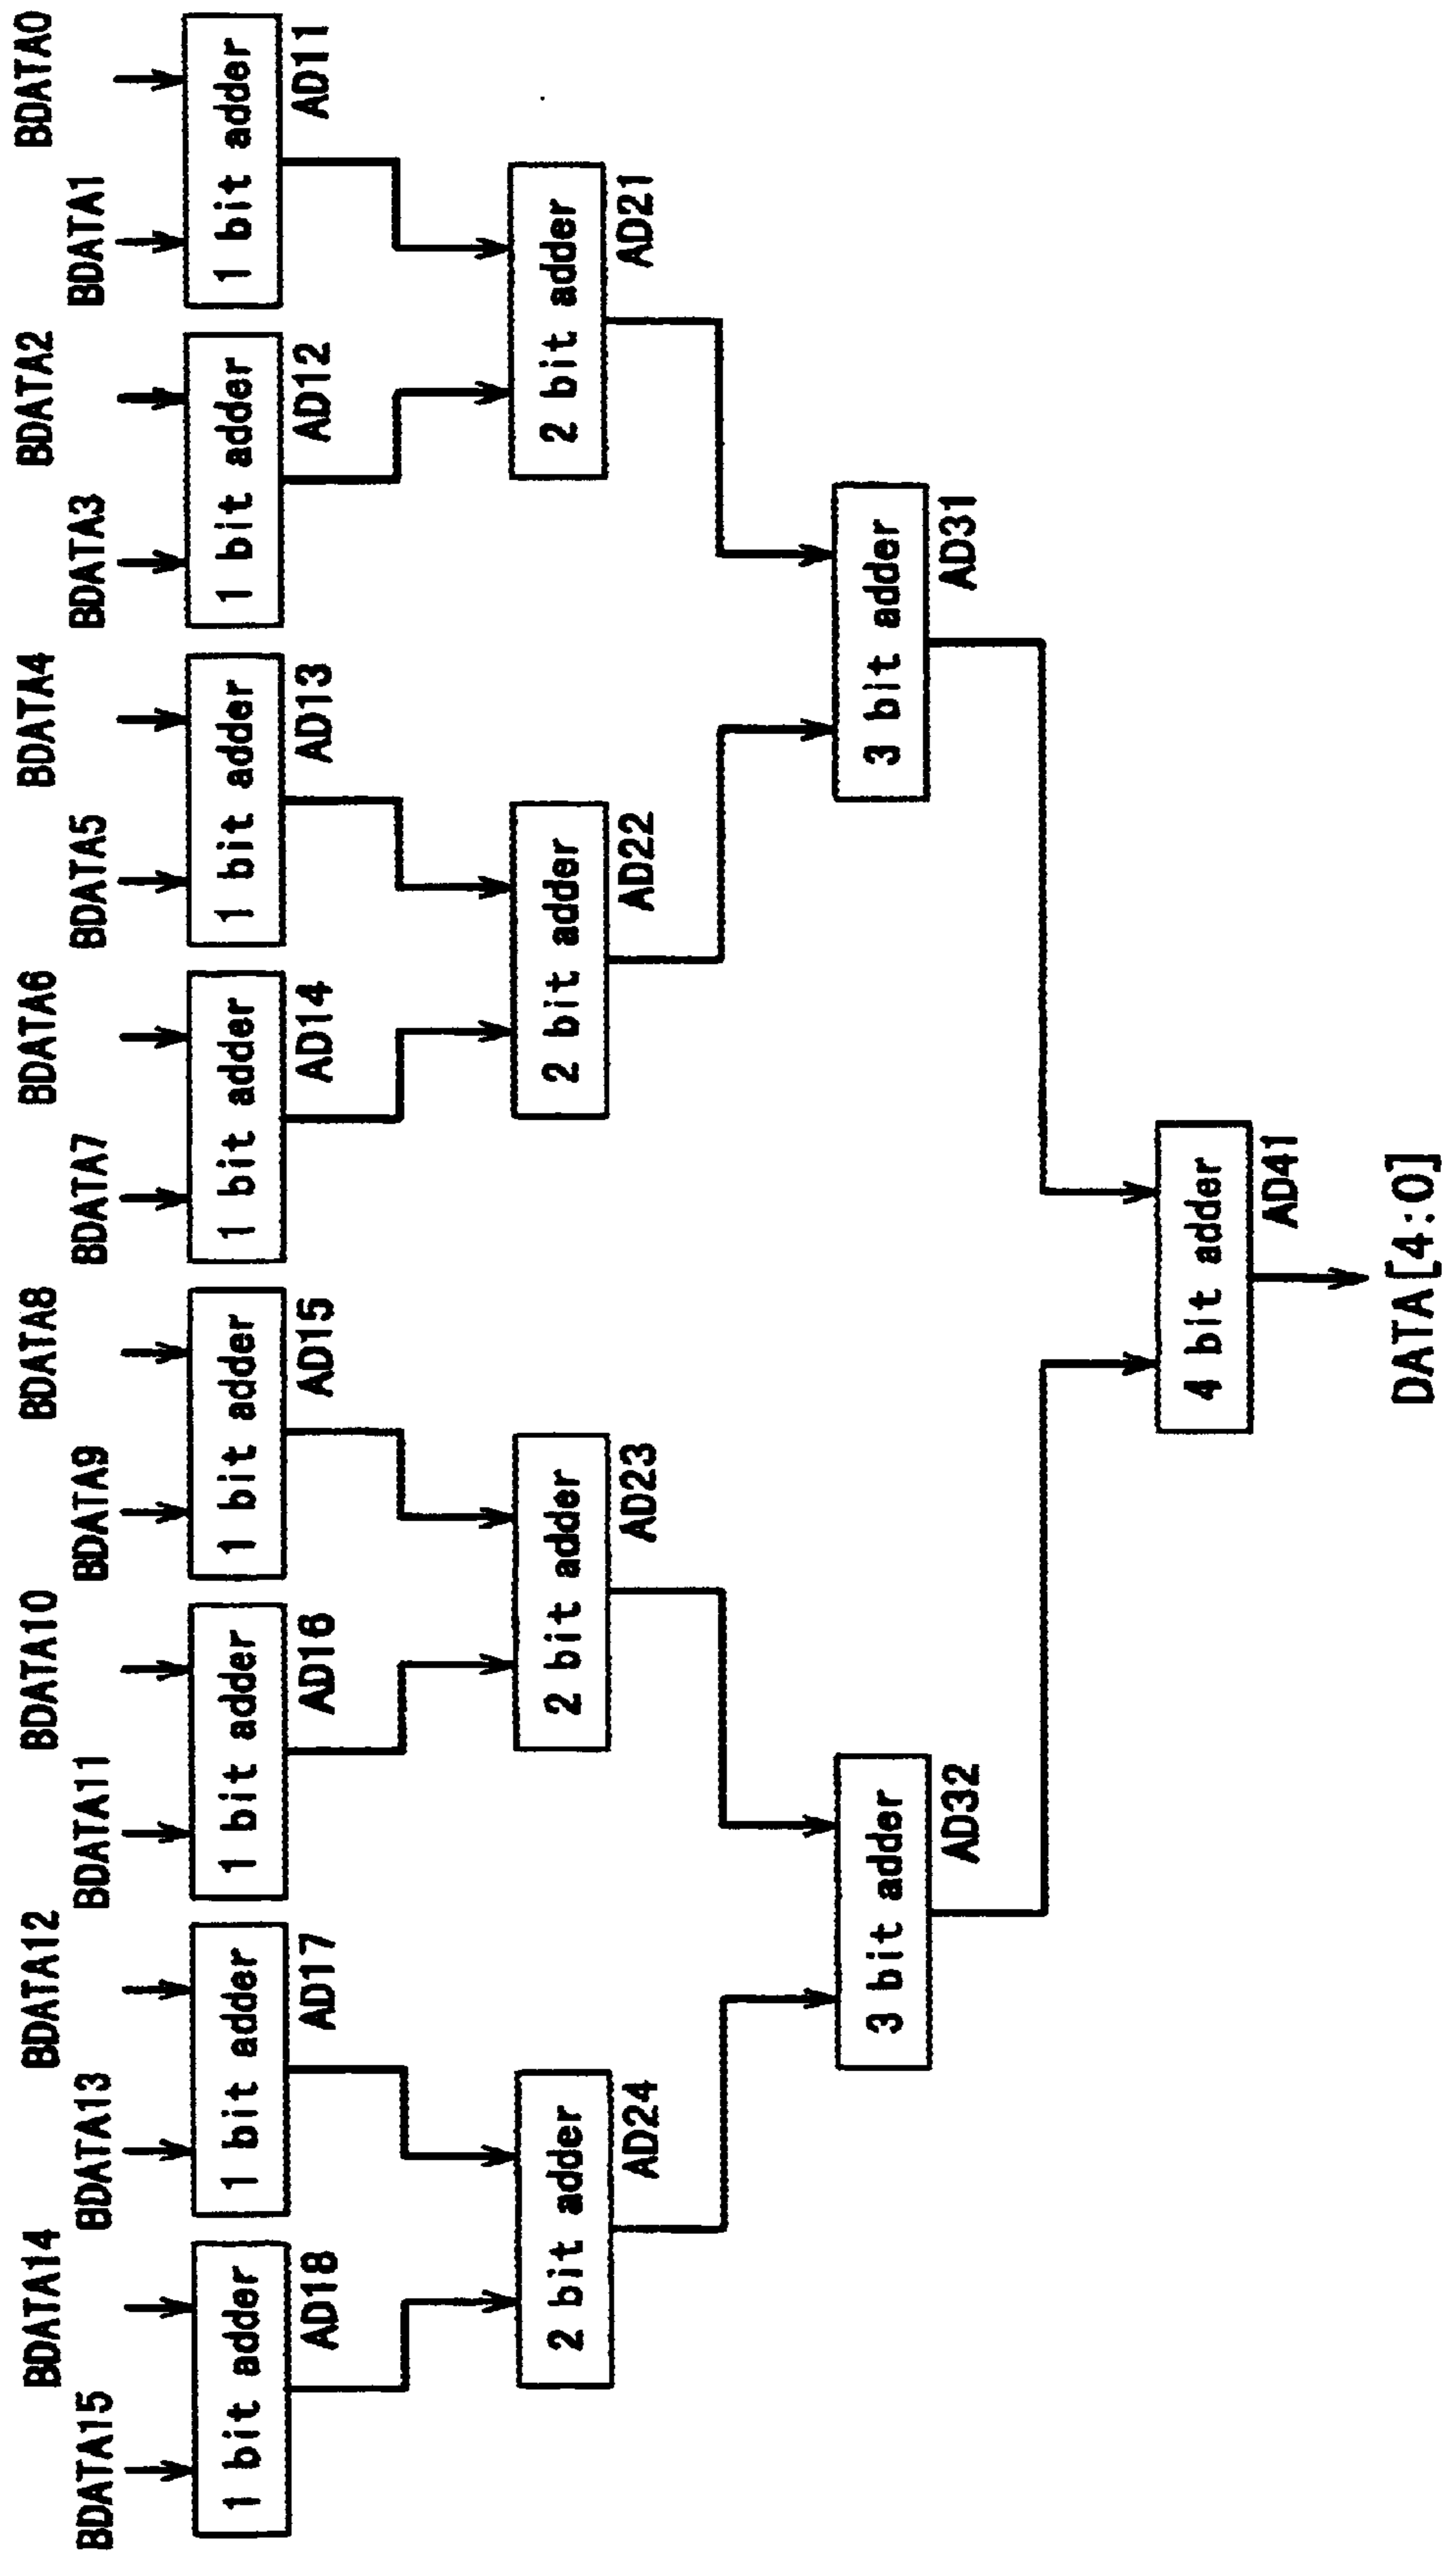 BDATA15
BDATA14
BDATA13
BDATA12
BDATA11
BDATA10
BDATA9
BDATA8
BDATA7
BDATA6
BDATA5
BDATA4
BDATA3
BDATA2
BDATA1
BDATA0
1 bit adder
1 bit adder
1 bit adder
1 bit adder
1 bit adder
1 bit adder
1 bit adder
1 bit adder
AD18
AD17
AD16
AD15
AD14
AD13
AD12
AD11
2 bit adder
2 bit adder
2 bit adder
2 bit adder
AD24
AD23
AD22
AD21
3 bit adder
3 bit adder
AD32
AD31
4 bit adder
AD41
DATA[4:0]